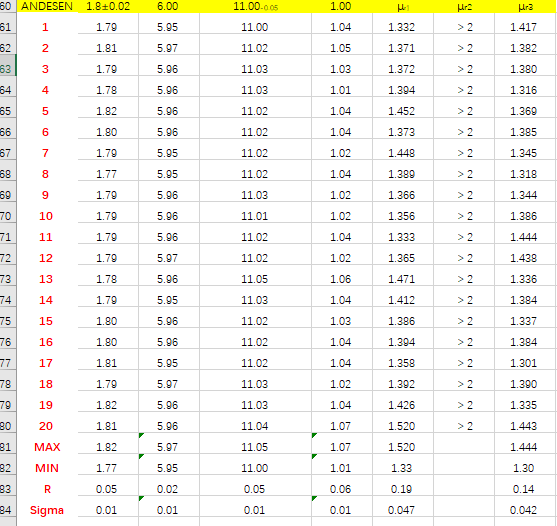 60 ANDESEN 1.8±0.02 6.00 11.00-0.05 1.00 μr1 μr2 μr3
61 1 1.79 5.95 11.00 1.04 1.332 > 2 1.417
62 2 1.81 5.97 11.02 1.05 1.371 > 2 1.382
63 3 1.79 5.96 11.03 1.03 1.372 > 2 1.380
64 4 1.78 5.96 11.03 1.01 1.394 > 2 1.316
65 5 1.82 5.96 11.02 1.04 1.452 > 2 1.369
66 6 1.80 5.96 11.02 1.04 1.373 > 2 1.385
67 7 1.79 5.95 11.02 1.02 1.448 > 2 1.345
68 8 1.77 5.95 11.02 1.04 1.389 > 2 1.318
69 9 1.79 5.96 11.03 1.02 1.366 > 2 1.344
70 10 1.79 5.96 11.01 1.02 1.356 > 2 1.386
71 11 1.79 5.96 11.02 1.04 1.333 > 2 1.444
72 12 1.79 5.97 11.02 1.02 1.365 > 2 1.438
73 13 1.78 5.96 11.05 1.06 1.471 > 2 1.336
74 14 1.79 5.95 11.03 1.04 1.412 > 2 1.384
75 15 1.80 5.96 11.02 1.03 1.386 > 2 1.337
76 16 1.80 5.96 11.02 1.04 1.394 > 2 1.384
77 17 1.81 5.95 11.02 1.04 1.358 > 2 1.301
78 18 1.79 5.97 11.03 1.02 1.392 > 2 1.390
79 19 1.82 5.96 11.03 1.04 1.426 > 2 1.335
80 20 1.81 5.96 11.04 1.07 1.520 > 2 1.443
81 MAX 1.82 5.97 11.05 1.07 1.520 1.444
82 MIN 1.77 5.95 11.00 1.01 1.33 1.30
83 R 0.05 0.02 0.05 0.06 0.19 0.14
84 Sigma 0.01 0.01 0.01 0.01 0.047 0.042